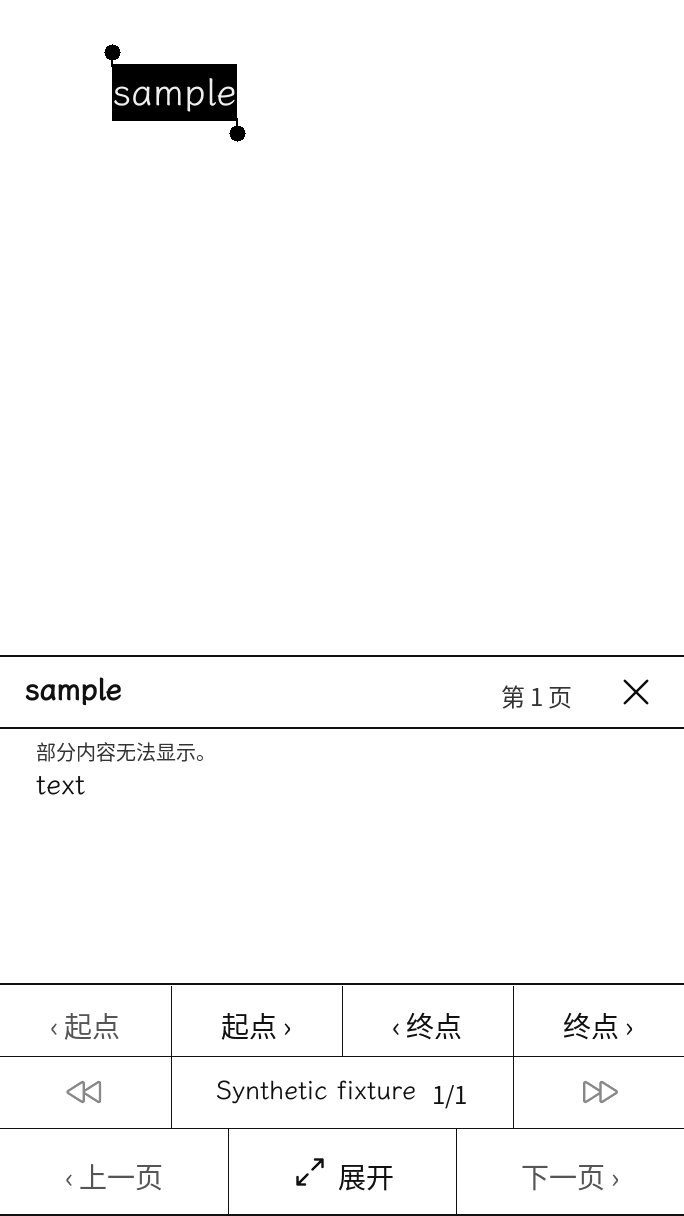 sample
sample 第 1 页
部分内容无法显示。
text
‹ 起点 起点 › ‹ 终点 终点 ›
Synthetic fixture 1/1
‹ 上一页 展开 下一页 ›